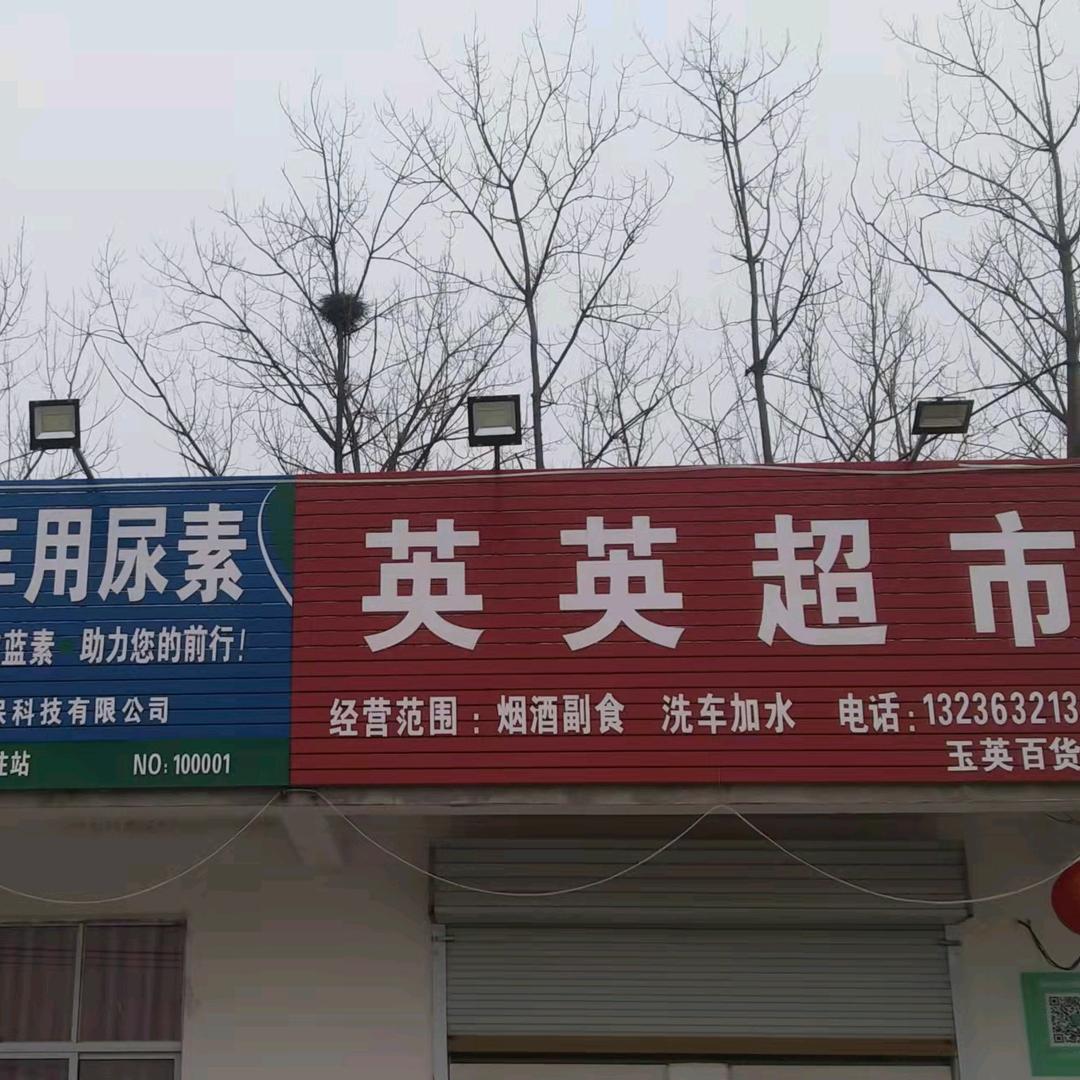 车用尿素
蓝素 助力您的前行!
保科技有限公司
站
NO:100001
英英超市
经营范围:烟酒副食 洗车加水 电话:13236323213
玉英百货